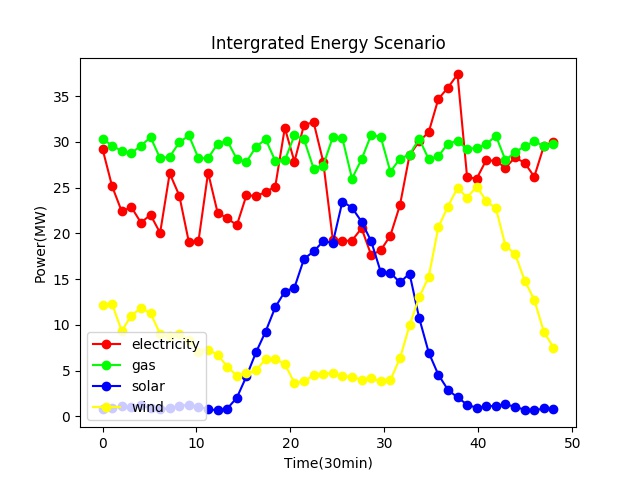 Intergrated Energy Scenario
Power(MW)
35
30
25
20
15
10
5
0
electricity
gas
solar
wind
0 10 20 30 40 50
Time(30min)